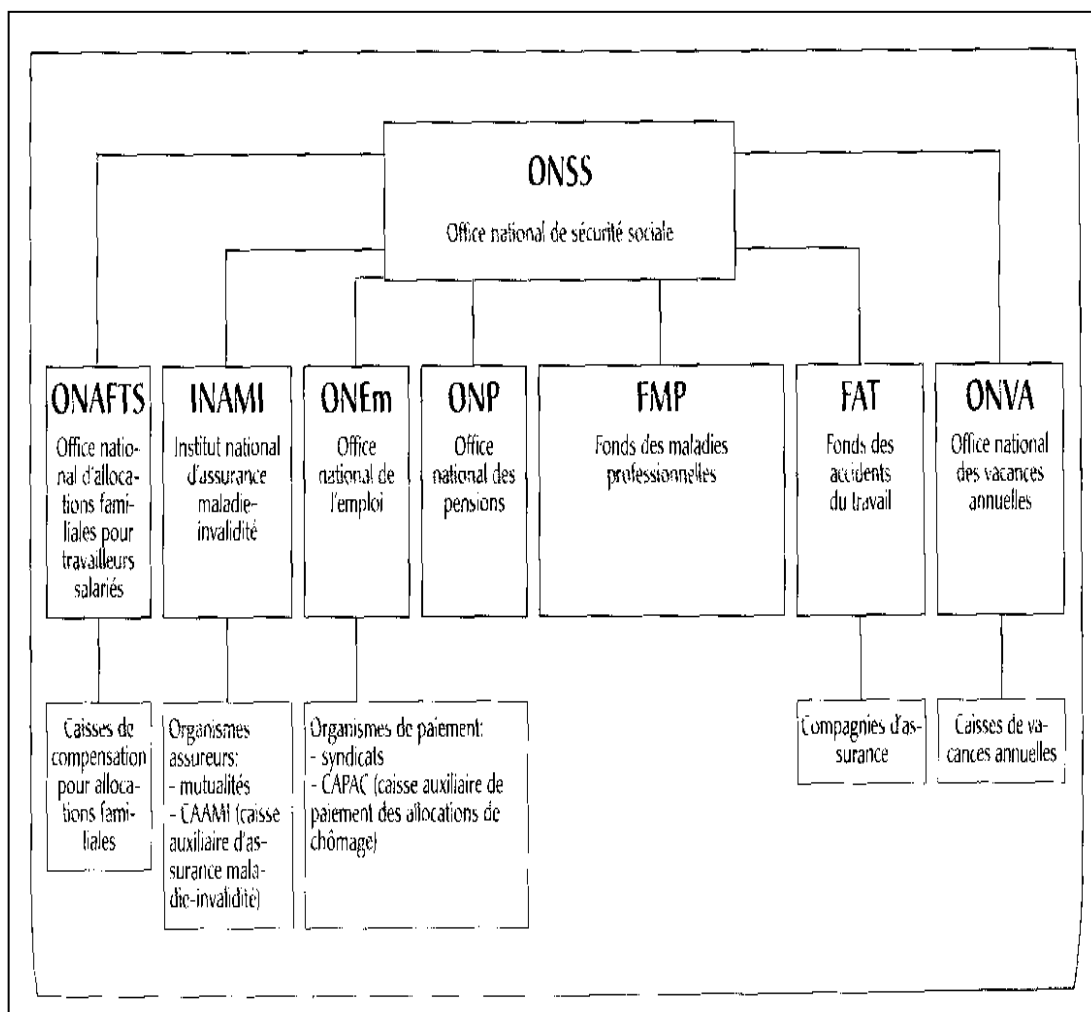 ONSS
Office national de sécurité sociale
ONAFTS
Office natio-
nal d'alloca-
tions fami-
liales pour
travailleurs
salariés
INAMI
Institut national
d'assurance
maladie-
invalidité
ONEm
Office
national de
l'emploi
ONP
Office
national des
pensions
FMP
Fonds des maladies
professionnelles
FAT
Fonds des
accidents
du travail
ONVA
Office national
des vacances
annuelles
Caisses de
compensation
pour alloca-
tions fami-
liales
Organismes
assureurs:
- mutualités
- CAAMI (caisse
auxiliaire d'as-
surance mala-
die-invalidité)
Organismes de paiement:
- syndicats
- CAPAC (caisse auxiliaire de
paiement des allocations de
chômage)
Compagnies d'as-
surance
Caisses de va-
cances annuelles